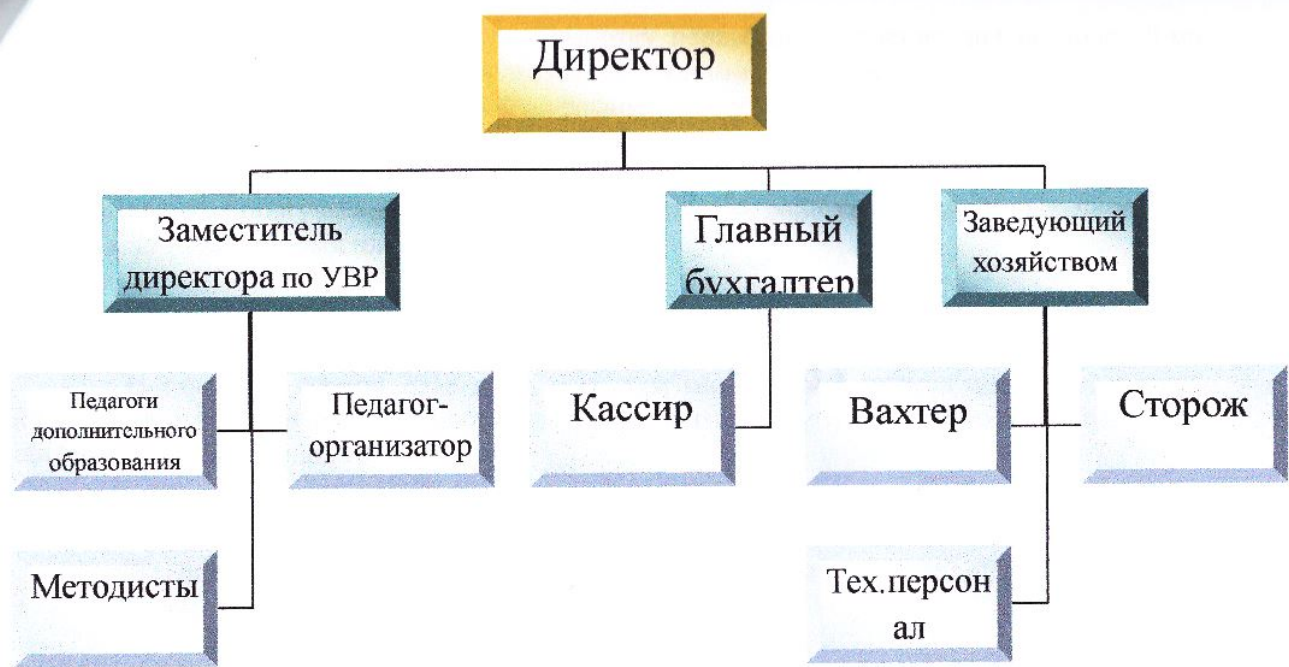 Директор
Заместитель
директора по УВР
Главный
бухгалтер
Заведующий
хозяйством
Педагоги
дополнительного
образования
Педагог-
организатор
Кассир
Вахтер
Сторож
Методисты
Тех.персон
ал